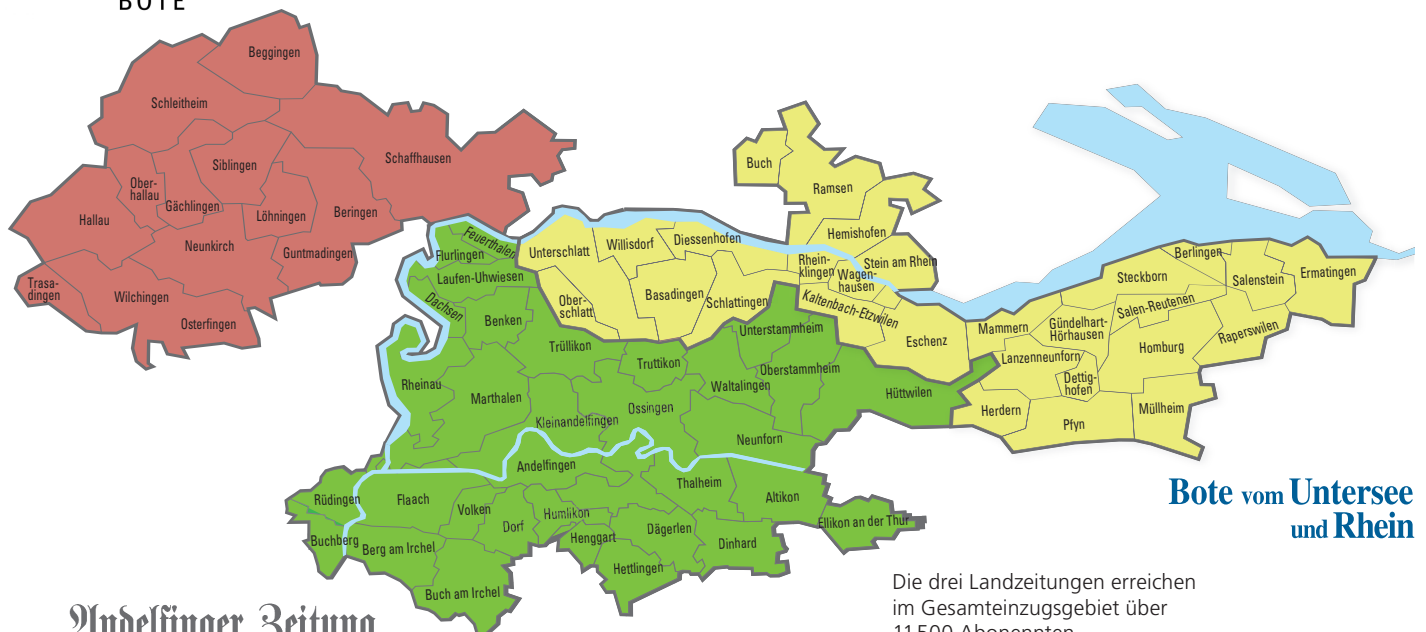 BOTE
Beggingen
Schleitheim
Schaffhausen
Siblingen
Ober-
hallau
Gächlingen
Hallau
Löhningen
Beringen
Neunkirch
Guntmadingen
Trasa-
dingen
Wilchingen
Osterfingen
Buch
Ramsen
Hemishofen
Stein am Rhein
Feuerthalen
Flurlingen
Laufen-Uhwiesen
Dachsen
Benken
Unterschlatt
Willisdorf
Diessenhofen
Ober-
schlatt
Basadingen
Schlattingen
Rhein-
klingen
Wagen-
hausen
Kaltenbach-Etzwilen
Eschenz
Mammern
Steckborn
Berlingen
Salenstein
Ermatingen
Salen-Reutenen
Gündelhart-
Hörhausen
Homburg
Raperswilen
Lanzenneunforn
Dettig-
hofen
Herdern
Pfyn
Müllheim
Unterstammheim
Trüllikon
Truttikon
Oberstammheim
Waltalingen
Hüttwilen
Rheinau
Marthalen
Ossingen
Kleinandelfingen
Neunforn
Andelfingen
Thalheim
Altikon
Rüdingen
Flaach
Volken
Dorf
Humlikon
Henggart
Dägerlen
Dinhard
Ellikon an der Thur
Buchberg
Berg am Irchel
Hettlingen
Buch am Irchel
Andelfinger Zeitung
Bote vom Untersee
und Rhein
Die drei Landzeitungen erreichen
im Gesamteinzugsgebiet über
11 500 Abonennten